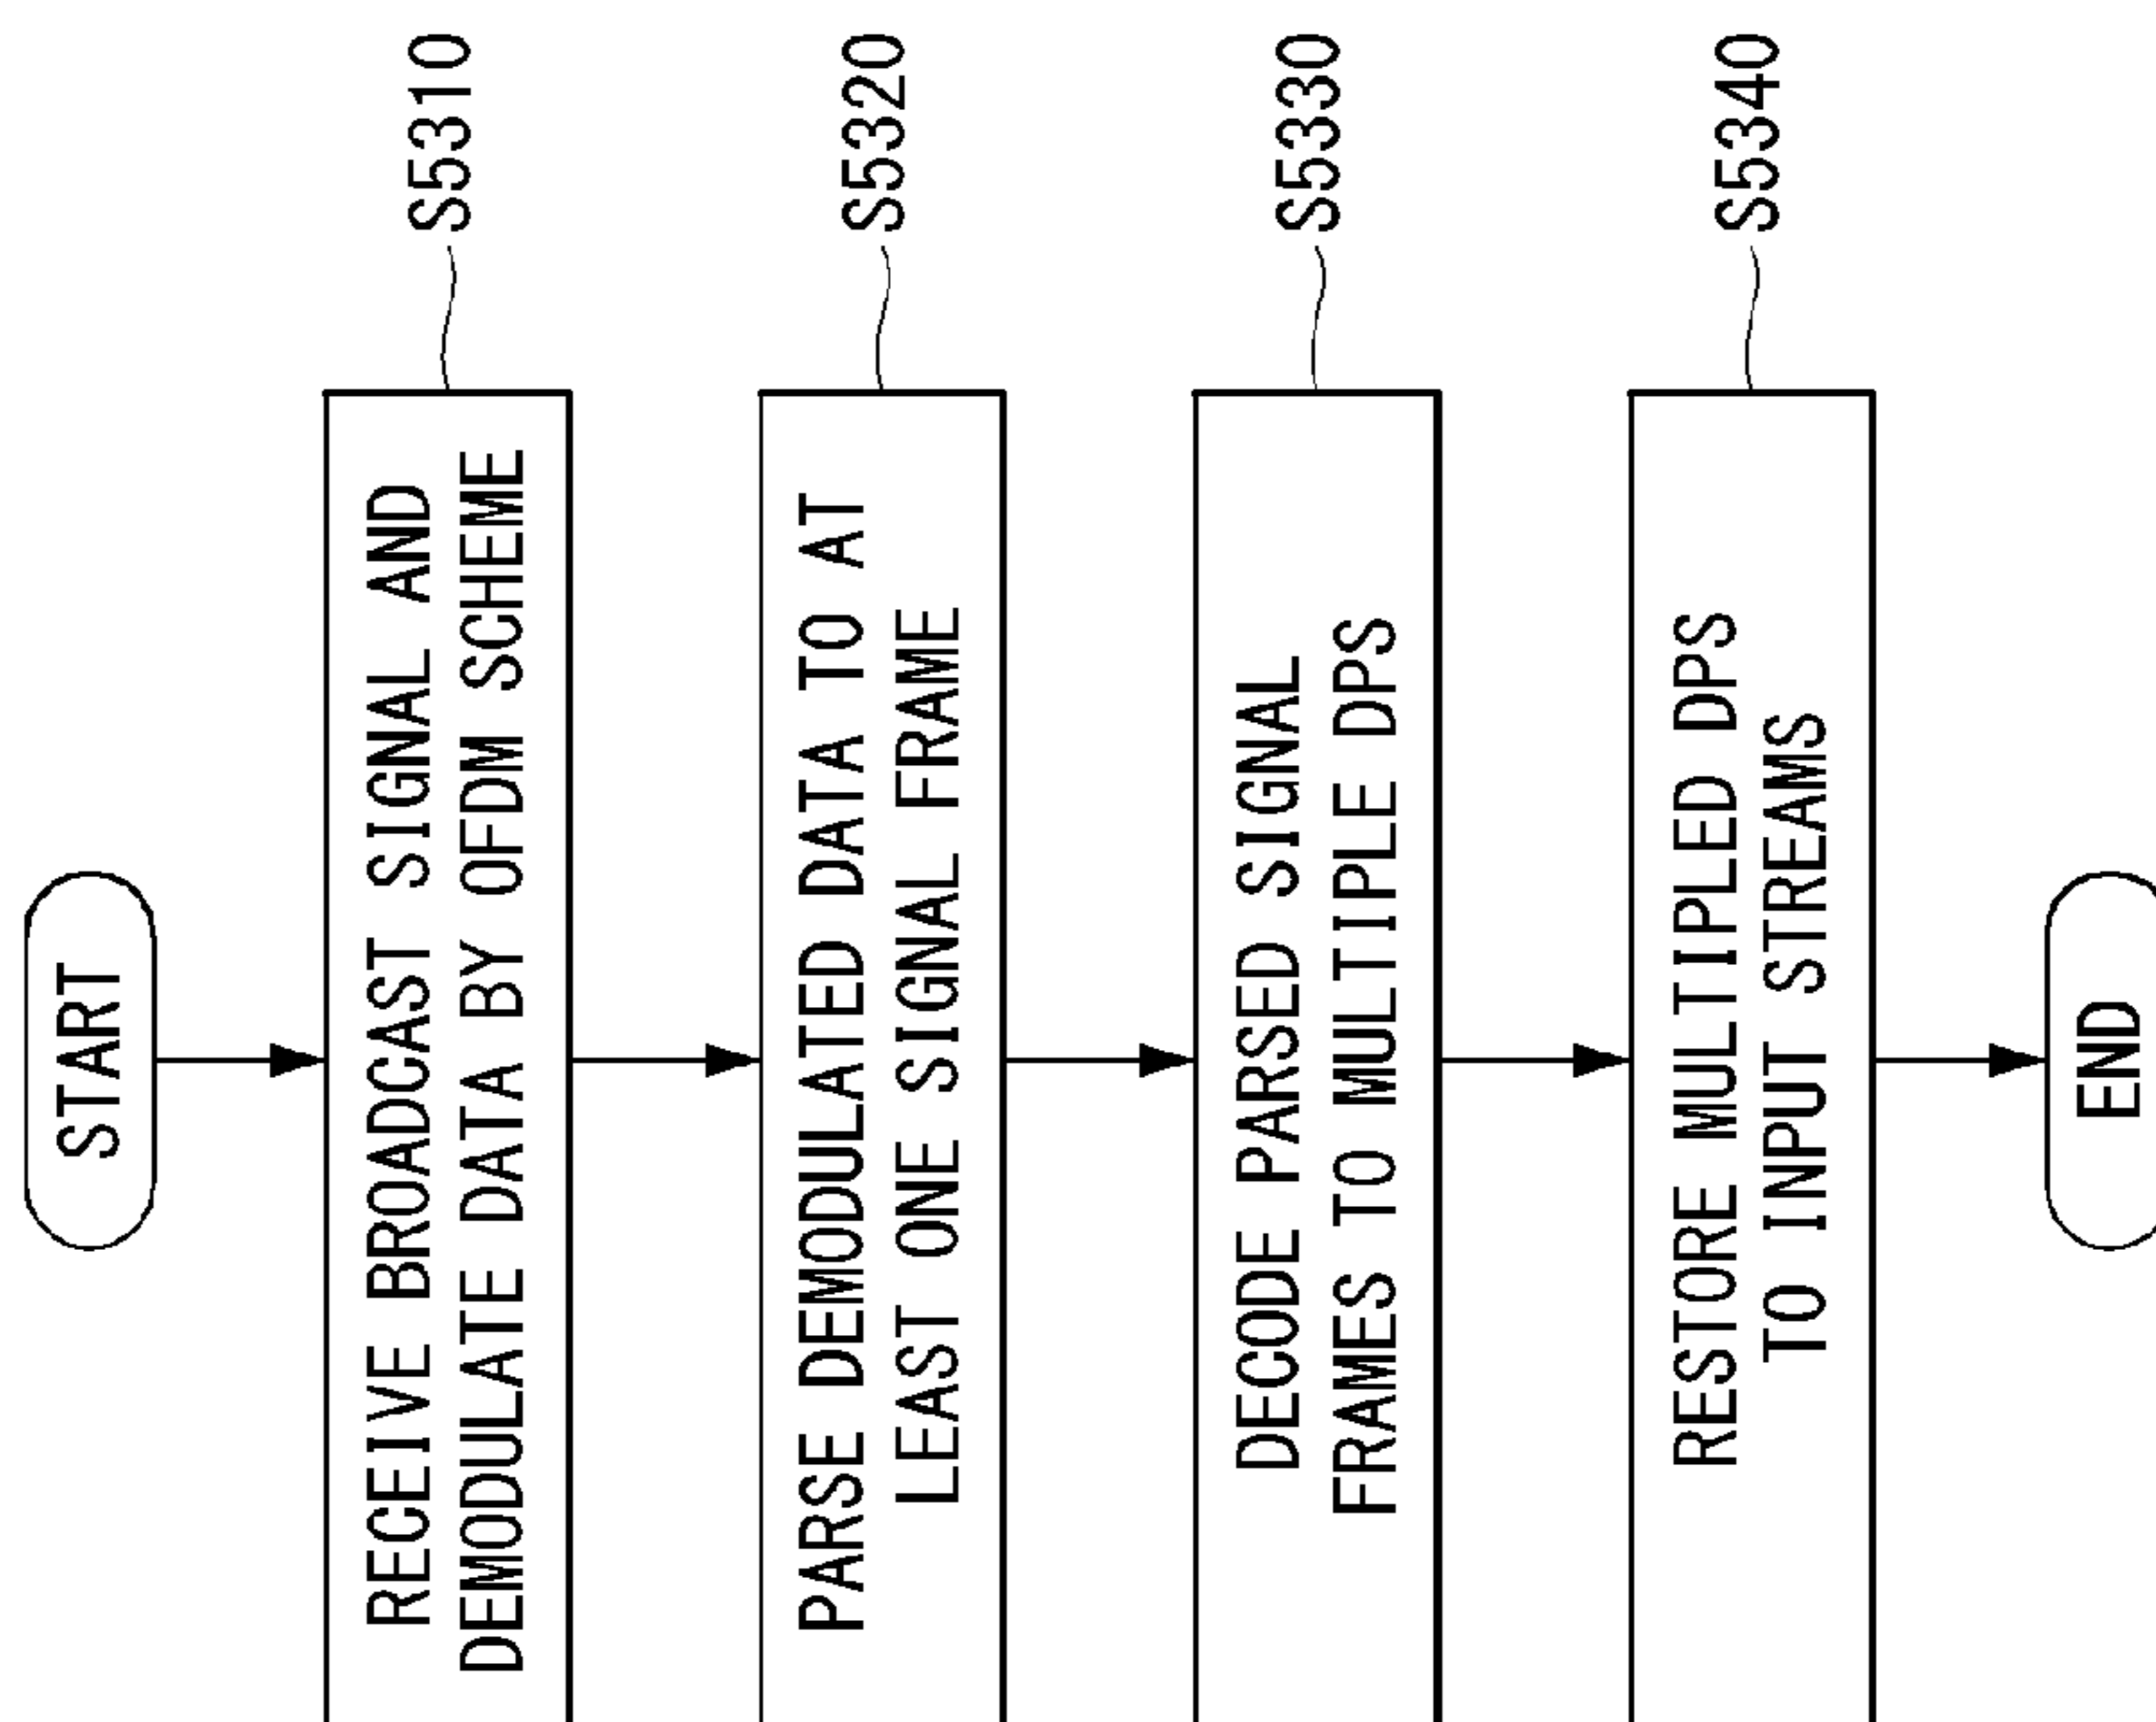 START
RECEIVE BROADCAST SIGNAL AND
DEMODULATE DATA BY OFDM SCHEME
S5310
PARSE DEMODULATED DATA TO AT
LEAST ONE SIGNAL FRAME
S5320
DECODE PARSED SIGNAL
FRAMES TO MULTIPLE DPS
S5330
RESTORE MULTIPLED DPS
TO INPUT STREAMS
S5340
END